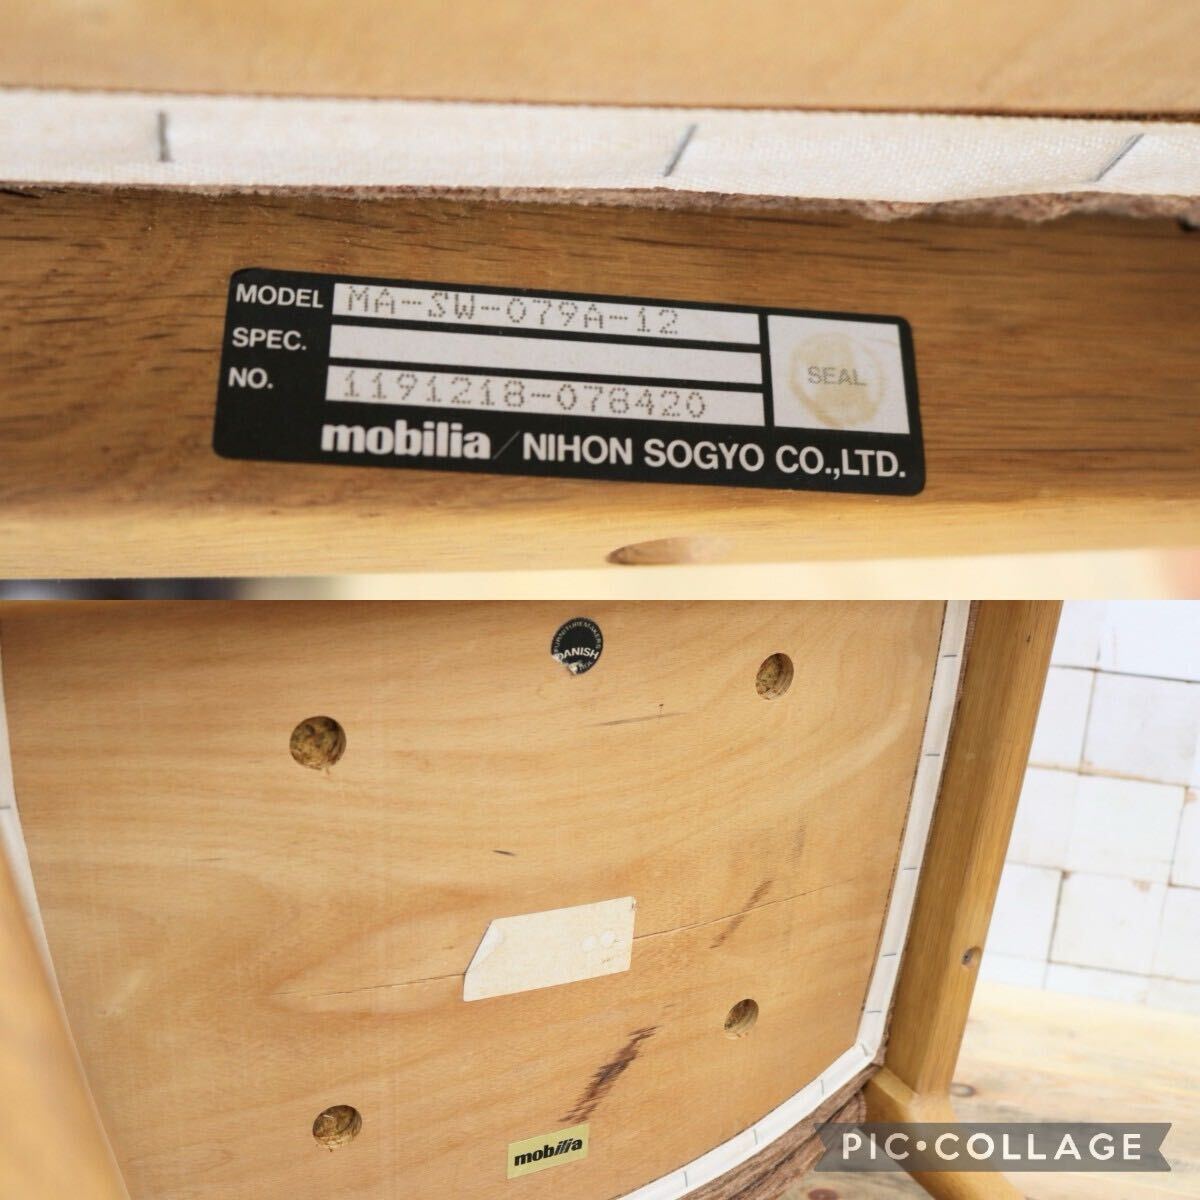 MODEL MA-SW-079A-12
SPEC.
NO. 1191218-078420
SEAL
mobilia / NIHON SOGYO CO.,LTD.
FURNITUREMAKERS
DANISH
mobilia
PIC•COLLAGE